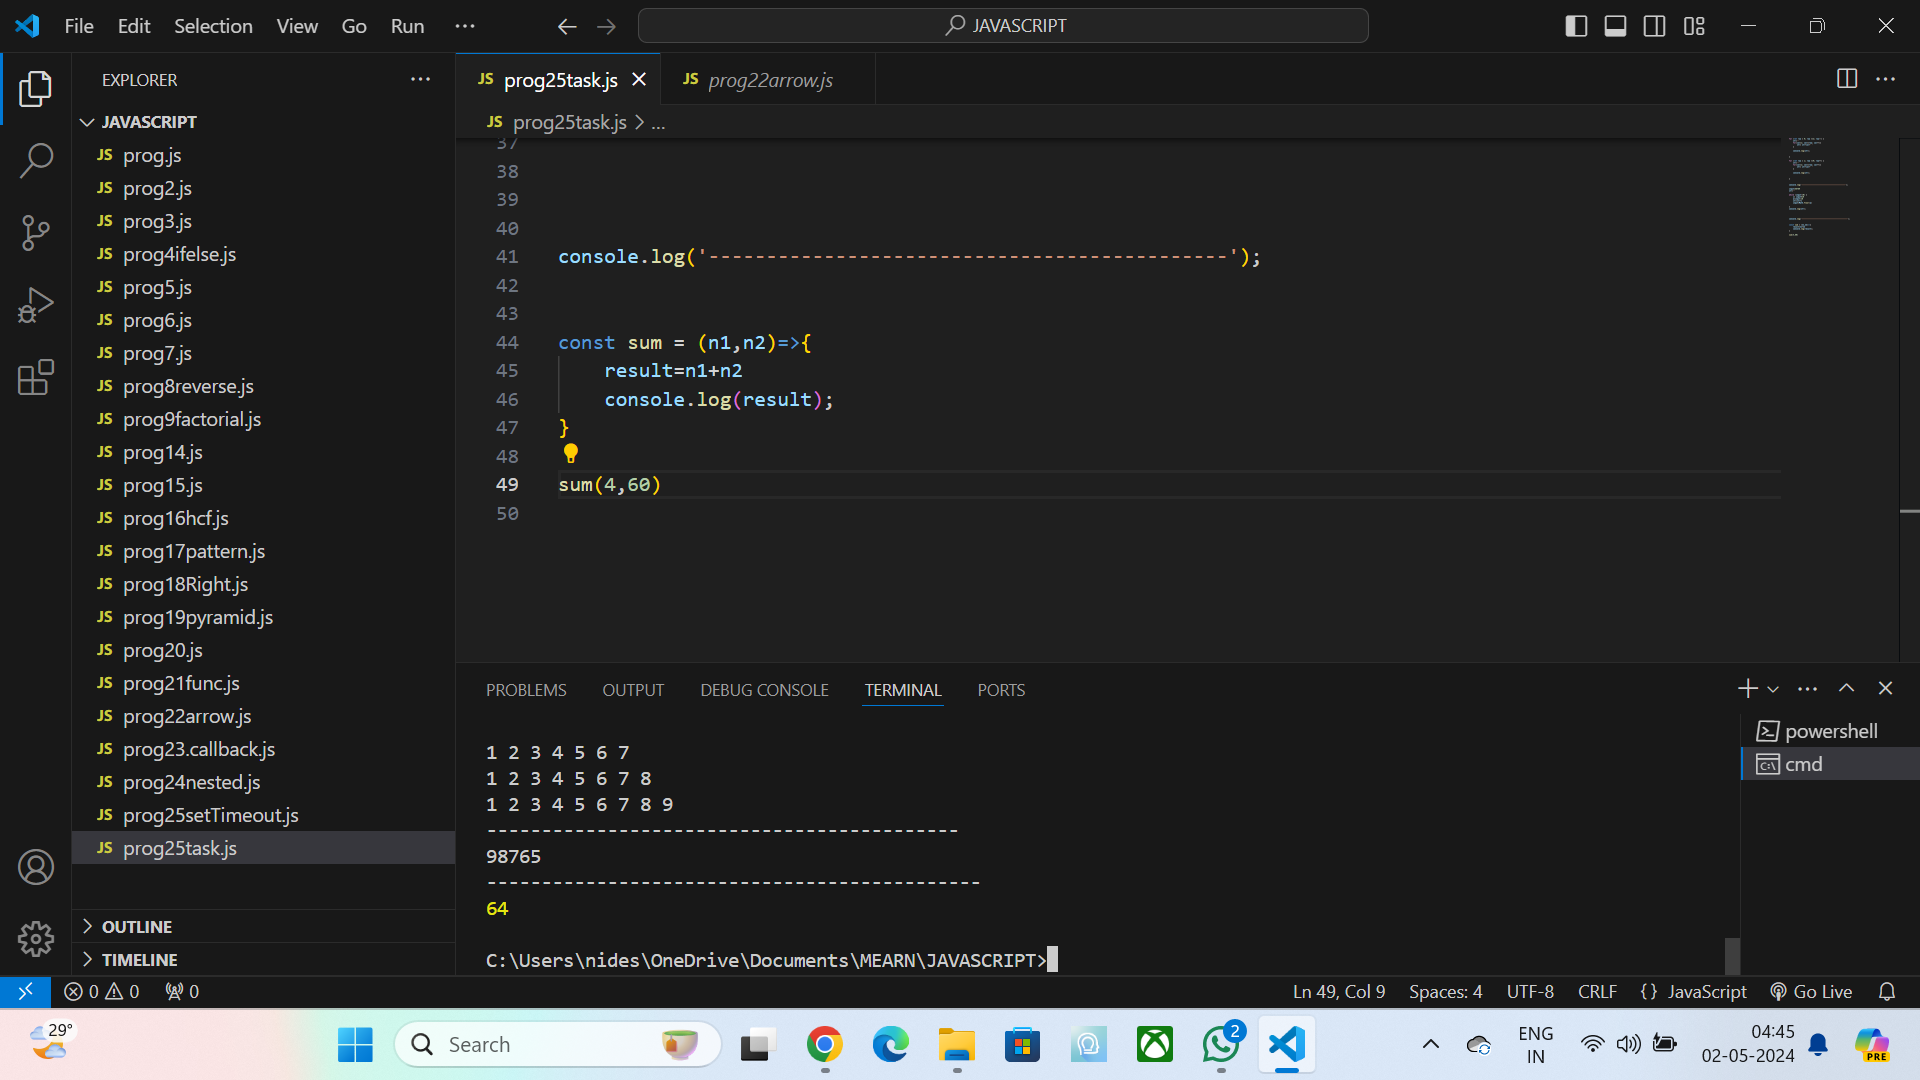 File Edit Selection View Go Run ...
JAVASCRIPT
EXPLORER
JAVASCRIPT
JS prog.js
JS prog2.js
JS prog3.js
JS prog4ifelse.js
JS prog5.js
JS prog6.js
JS prog7.js
JS prog8reverse.js
JS prog9factorial.js
JS prog14.js
JS prog15.js
JS prog16hcf.js
JS prog17pattern.js
JS prog18Right.js
JS prog19pyramid.js
JS prog20.js
JS prog21func.js
JS prog22arrow.js
JS prog23.callback.js
JS prog24nested.js
JS prog25setTimeout.js
JS prog25task.js
OUTLINE
TIMELINE
JS prog25task.js
JS prog22arrow.js
JS prog25task.js > ...
37
38
39
40
41 console.log('---------------------------------------------');
42
43
44 const sum = (n1,n2)=>{
45 result=n1+n2
46 console.log(result);
47 }
48
49 sum(4,60)
50
PROBLEMS OUTPUT DEBUG CONSOLE TERMINAL PORTS
1 2 3 4 5 6 7
1 2 3 4 5 6 7 8
1 2 3 4 5 6 7 8 9
-------------------------------------------
98765
---------------------------------------------
64
C:\Users\nides\OneDrive\Documents\MEARN\JAVASCRIPT>
powershell
cmd
0 0 0
Ln 49, Col 9 Spaces: 4 UTF-8 CRLF {} JavaScript Go Live
29°
Search
2
ENG
IN
04:45
02-05-2024
PRE